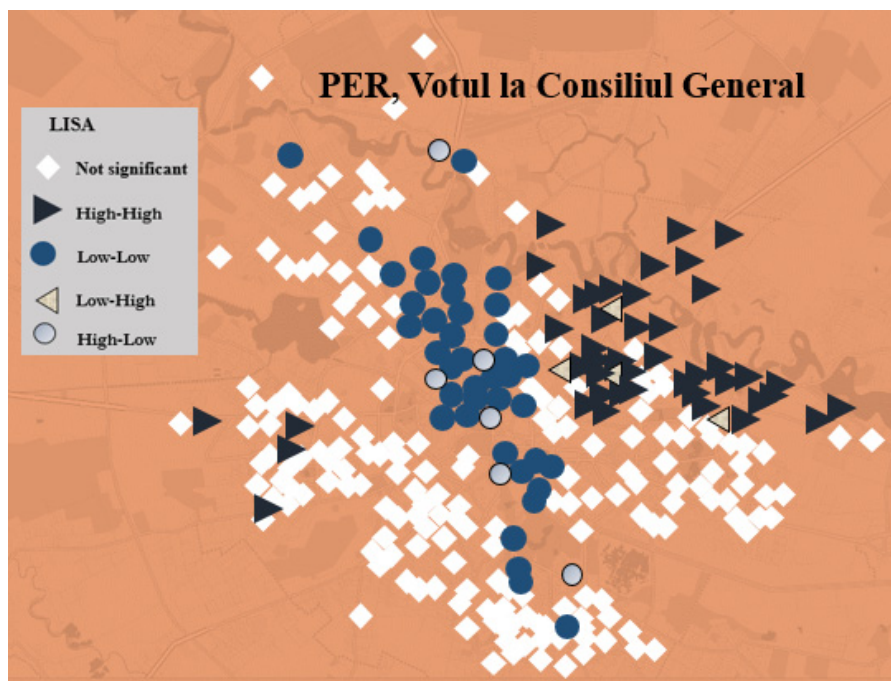 PER, Votul la Consiliul General
LISA
Not significant
High-High
Low-Low
Low-High
High-Low